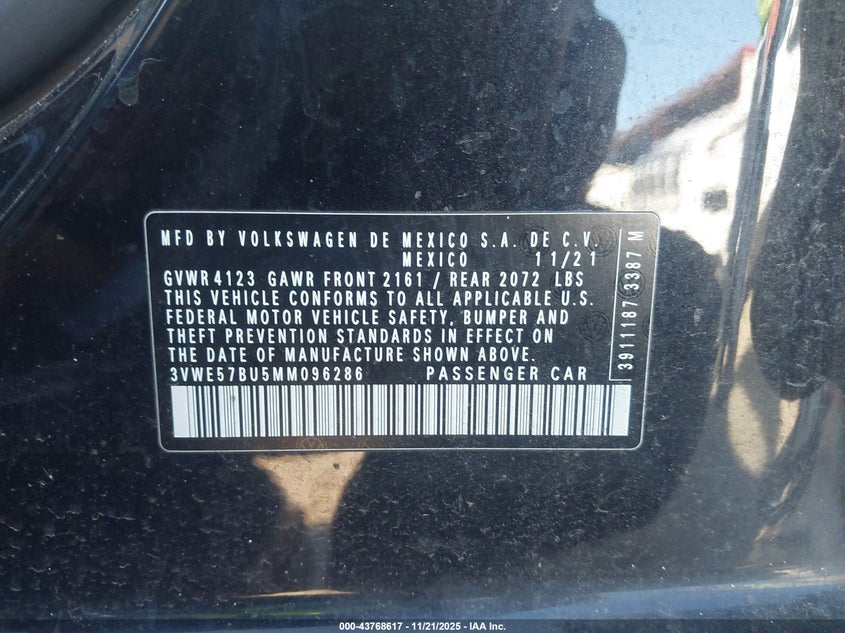 MFD BY VOLKSWAGEN DE MEXICO S.A. DE C.V.
MEXICO 11/21
GVWR 4123 GAWR FRONT 2161 / REAR 2072 LBS
THIS VEHICLE CONFORMS TO ALL APPLICABLE U.S.
FEDERAL MOTOR VEHICLE SAFETY, BUMPER AND
THEFT PREVENTION STANDARDS IN EFFECT ON
THE DATE OF MANUFACTURE SHOWN ABOVE.
3VWE57BU5MM096286 PASSENGER CAR
39111187 3387 M
000-43768617 - 11/21/2025 - IAA Inc.